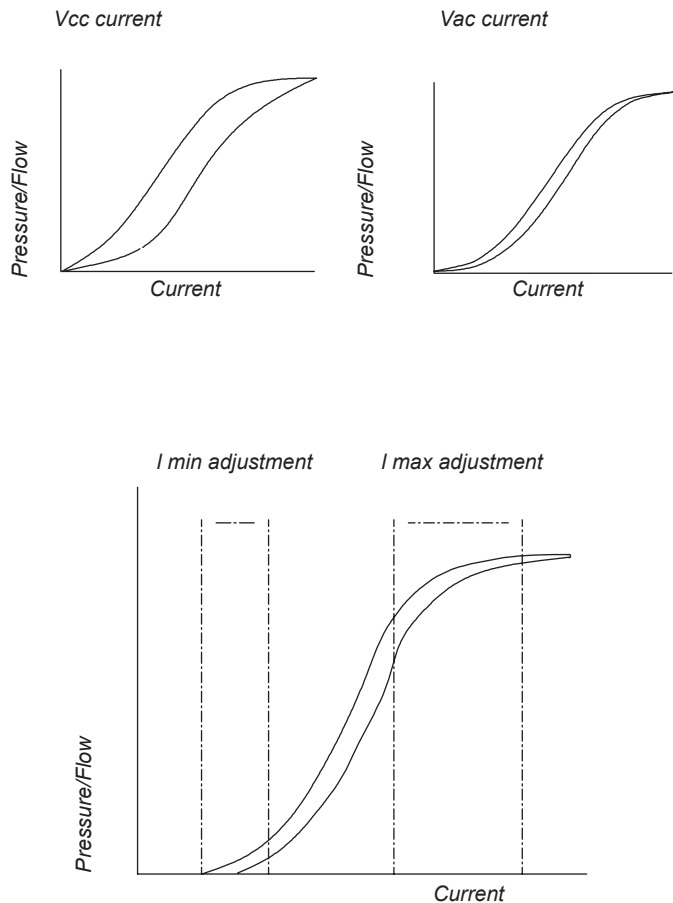 Vcc current
Vac current
Pressure/Flow
Current
Pressure/Flow
Current
I min adjustment
I max adjustment
Pressure/Flow
Current